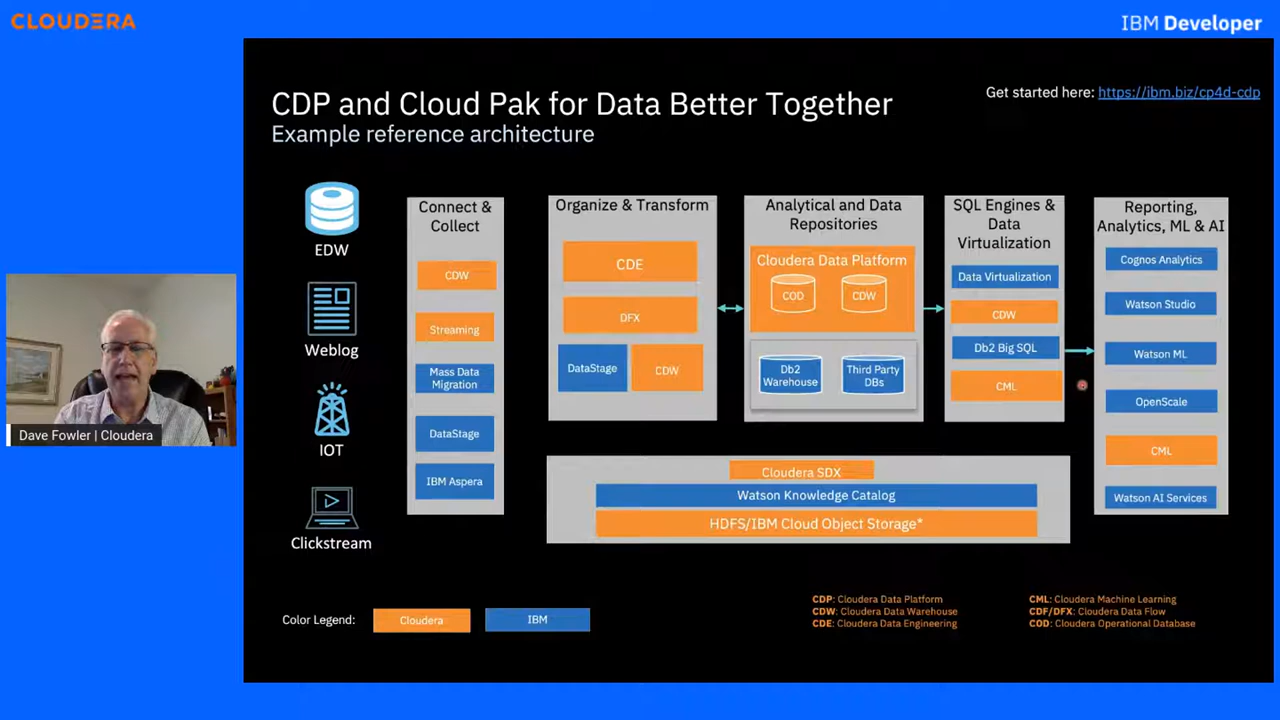 CLOUDERA
IBM Developer
CDP and Cloud Pak for Data Better Together
Example reference architecture
Get started here: https://ibm.biz/cp4d-cdp
EDW
Weblog
IOT
Clickstream
Connect &
Collect
CDW
Streaming
Mass Data
Migration
DataStage
IBM Aspera
Organize & Transform
CDE
DFX
DataStage
CDW
Analytical and Data
Repositories
Cloudera Data Platform
COD
CDW
Db2
Warehouse
Third Party
DBs
SQL Engines &
Data
Virtualization
Data Virtualization
CDW
Db2 Big SQL
CML
Reporting,
Analytics, ML & AI
Cognos Analytics
Watson Studio
Watson ML
OpenScale
CML
Watson AI Services
Cloudera SDX
Watson Knowledge Catalog
HDFS/IBM Cloud Object Storage*
Color Legend:
Cloudera
IBM
CDP: Cloudera Data Platform
CDW: Cloudera Data Warehouse
CDE: Cloudera Data Engineering
CML: Cloudera Machine Learning
CDF/DFX: Cloudera Data Flow
COD: Cloudera Operational Database
Dave Fowler | Cloudera